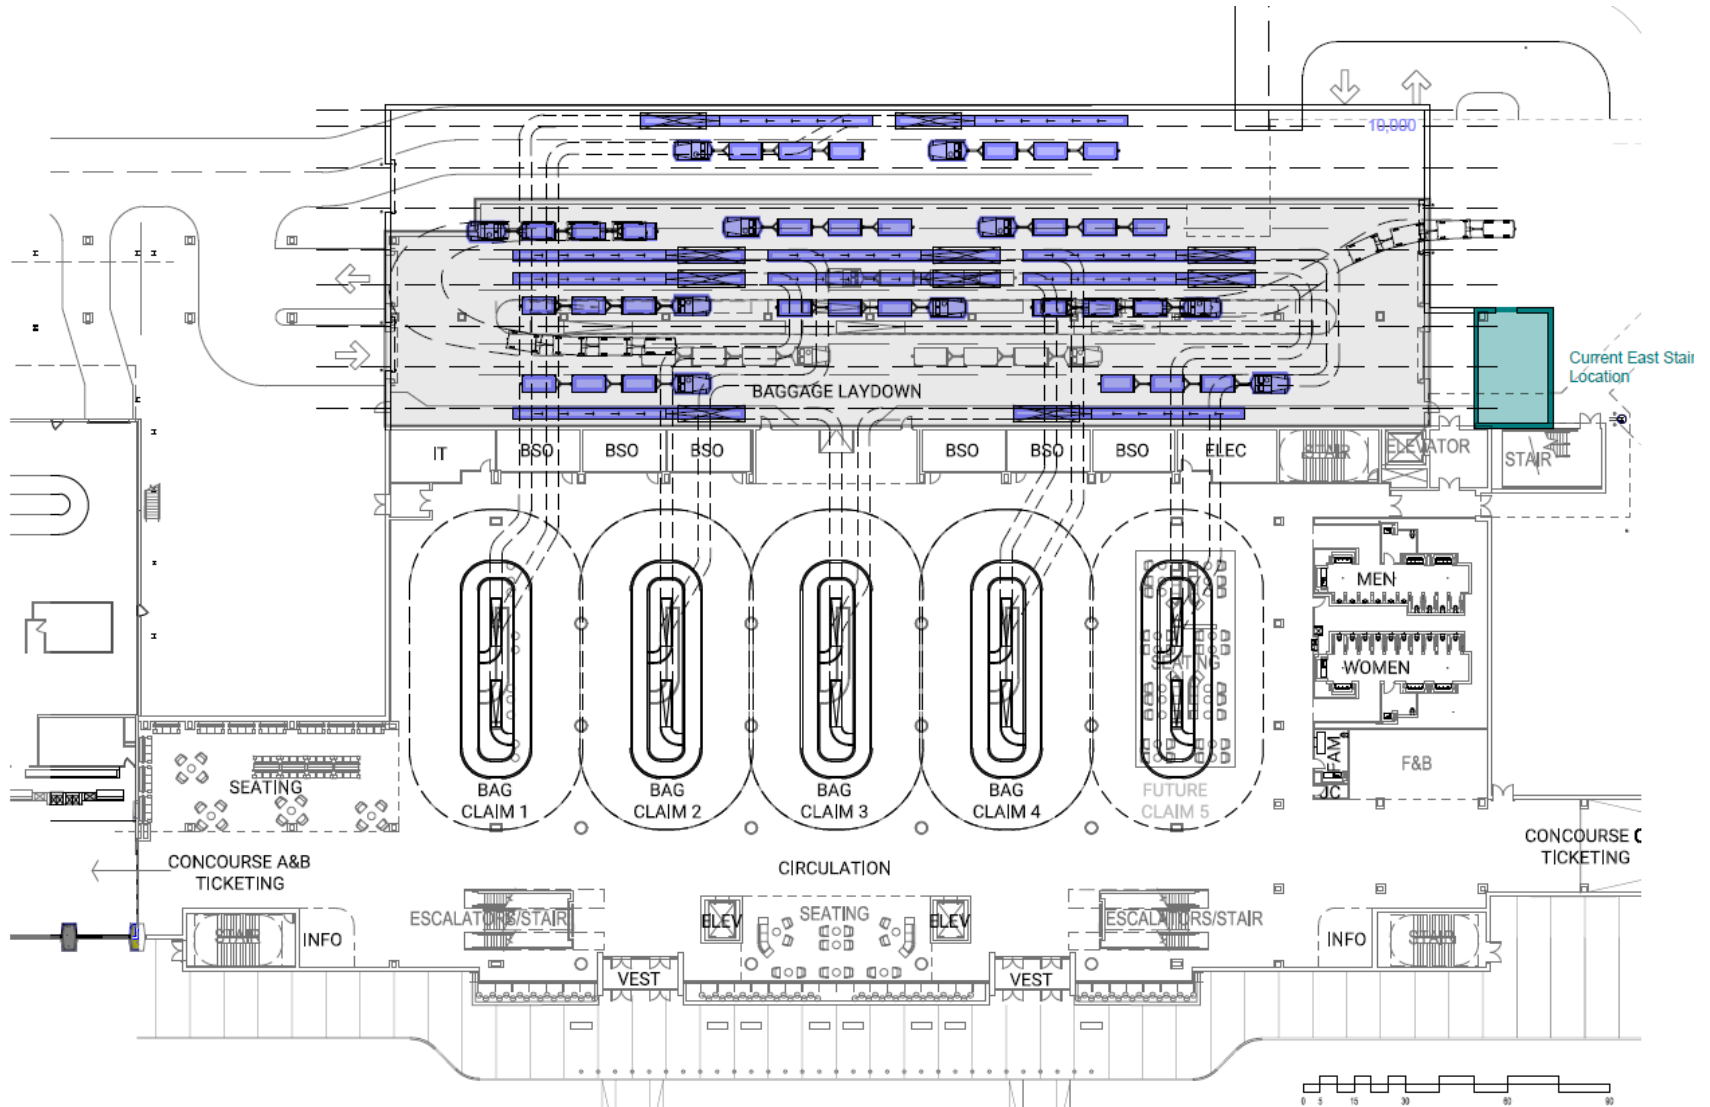 10,000
Current East Stair
Location
BAGGAGE LAYDOWN
IT
BSO
BSO
BSO
BSO
BSO
BSO
ELEC
STAIR
ELEVATOR
STAIR
MEN
WOMEN
SEATING
FAM
JC
F&B
SEATING
BAG
CLAIM 1
BAG
CLAIM 2
BAG
CLAIM 3
BAG
CLAIM 4
FUTURE
CLAIM 5
CONCOURSE A&B
TICKETING
CIRCULATION
CONCOURSE C
TICKETING
ESCALATORS/STAIR
ELEV
SEATING
ELEV
ESCALATORS/STAIR
STAIR
INFO
INFO
STAIR
VEST
VEST
0 5 15 30 60 90